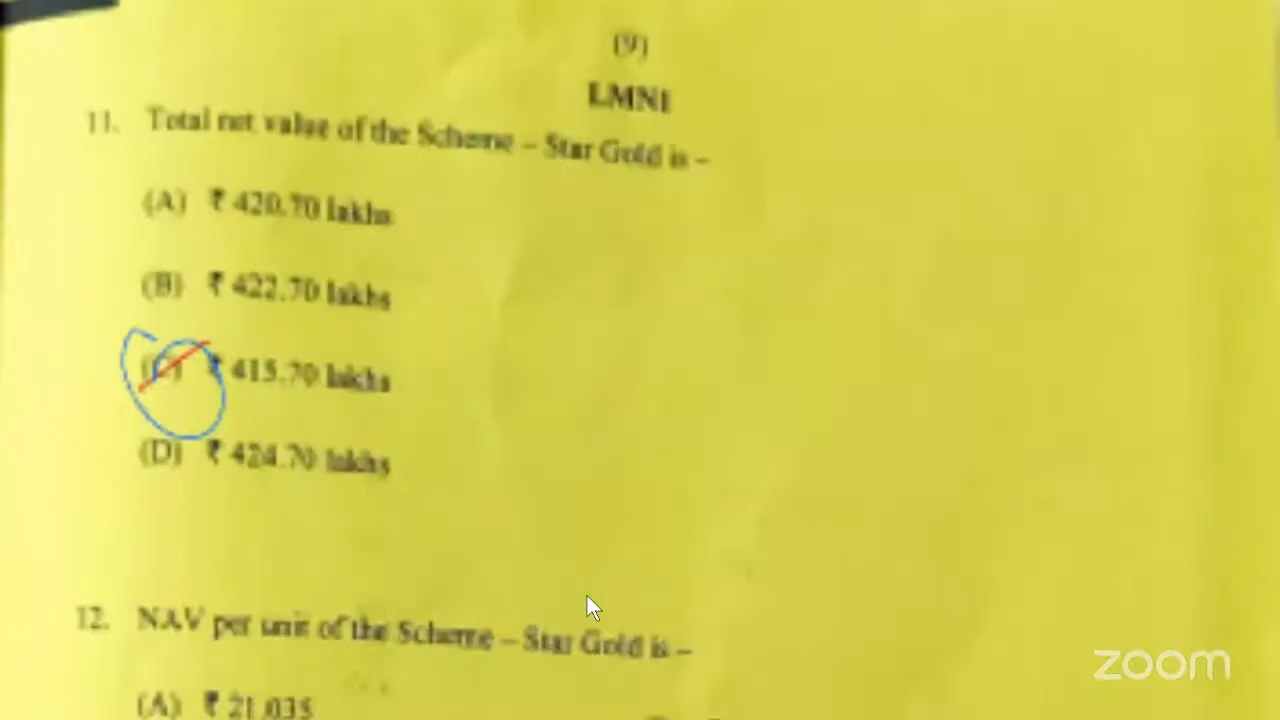 (9)
LMN1
11. Total net value of the Scheme – Star Gold is –
(A) ₹ 420.70 lakhs
(B) ₹ 422.70 lakhs
(C) ₹ 415.70 lakhs
(D) ₹ 424.70 lakhs
12. NAV per unit of the Scheme – Star Gold is –
(A) ₹ 21.035
zoom